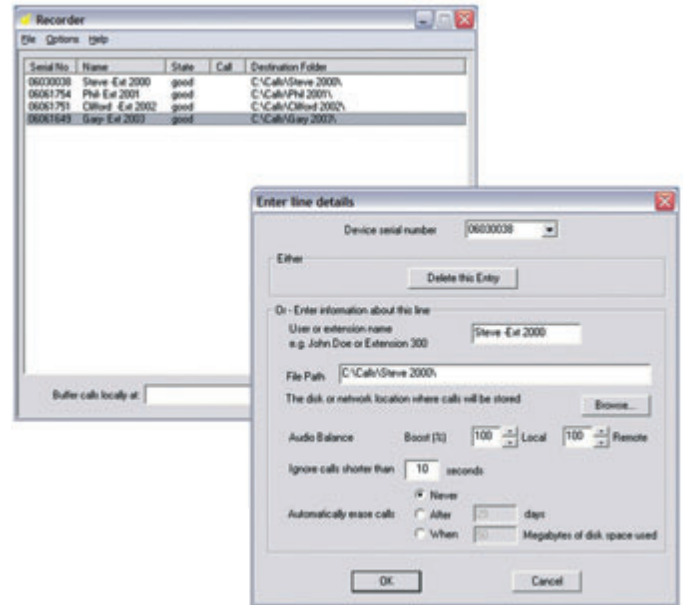 Recorder
File Options Help
Serial No Name State Call Destination Folder
06030038 Steve -Ext 2000 good C:\Calls\Steve 2000\
06061754 Phil- Ext 2001 good C:\Calls\Phil 2001\
06061751 Clifford -Ext 2002 good C:\Calls\Clifford 2002\
06061649 Gary- Ext 2003 good C:\Calls\Gary 2003\
Buffer calls locally at:
Enter line details
Device serial number 06030038
Either
Delete this Entry
Or - Enter information about this line
User or extension name
e.g. John Doe or Extension 300
Steve -Ext 2000
File Path C:\Calls\Steve 2000\
The disk or network location where calls will be stored
Browse...
Audio Balance Boost (%) 100 Local 100 Remote
Ignore calls shorter than 10 seconds
Never
Automatically erase calls After days
When Megabytes of disk space used
OK Cancel